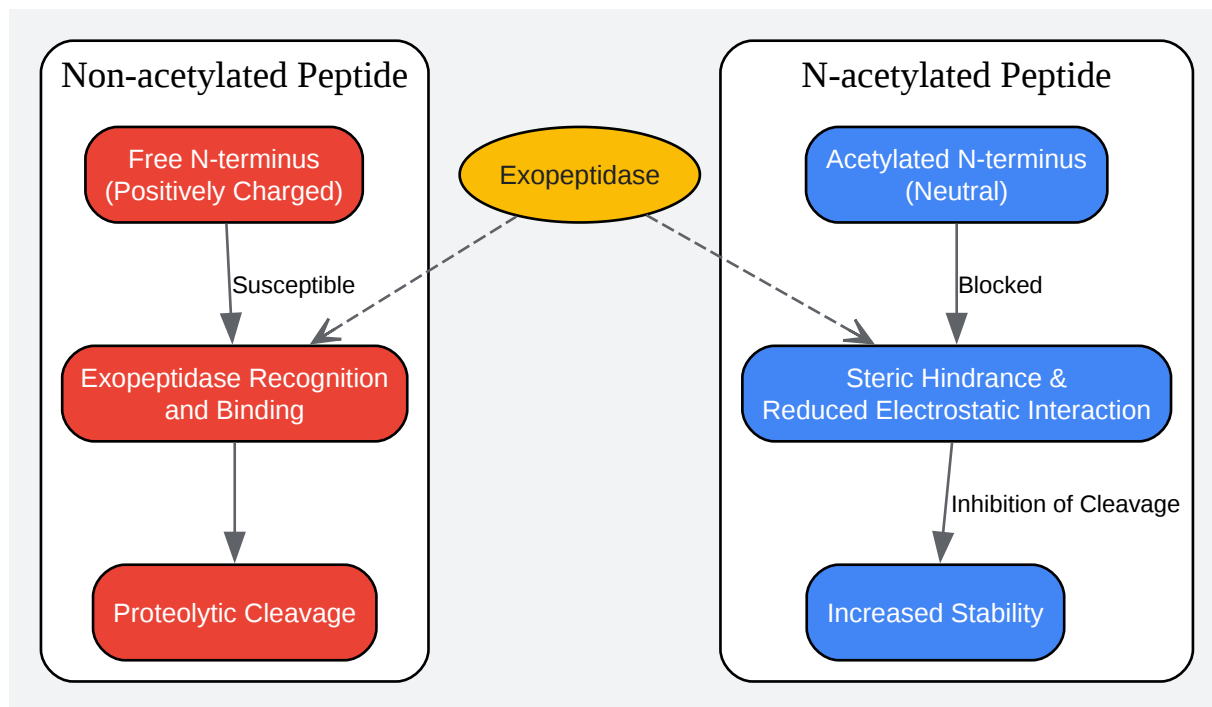 Non-acetylated Peptide
Free N-terminus
(Positively Charged)
Susceptible
Exopeptidase Recognition
and Binding
Proteolytic Cleavage
Exopeptidase
N-acetylated Peptide
Acetylated N-terminus
(Neutral)
Blocked
Steric Hindrance &
Reduced Electrostatic Interaction
Inhibition of Cleavage
Increased Stability